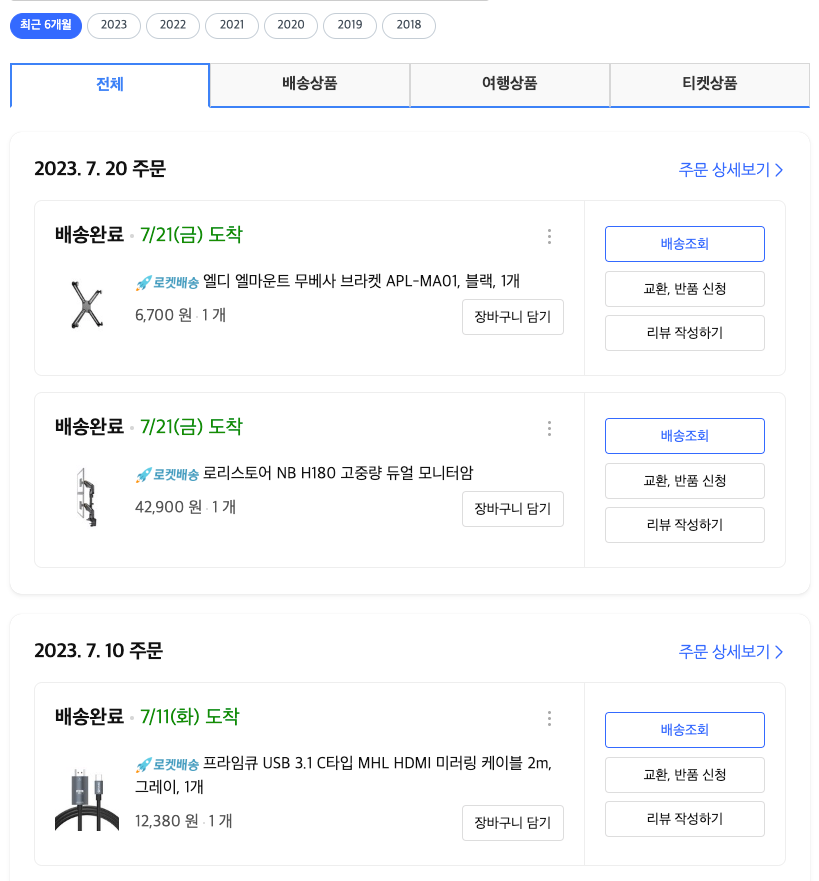 최근 6개월 2023 2022 2021 2020 2019 2018
전체 배송상품 여행상품 티켓상품
2023. 7. 20 주문 주문 상세보기 >
배송완료 • 7/21(금) 도착
로켓배송 엘디 엘마운트 무베사 브라켓 APL-MA01, 블랙, 1개
6,700 원 · 1 개
장바구니 담기
배송조회
교환, 반품 신청
리뷰 작성하기
배송완료 • 7/21(금) 도착
로켓배송 로리스토어 NB H180 고중량 듀얼 모니터암
42,900 원 · 1 개
장바구니 담기
배송조회
교환, 반품 신청
리뷰 작성하기
2023. 7. 10 주문 주문 상세보기 >
배송완료 • 7/11(화) 도착
로켓배송 프라임큐 USB 3.1 C타입 MHL HDMI 미러링 케이블 2m,
그레이, 1개
12,380 원 · 1 개
장바구니 담기
배송조회
교환, 반품 신청
리뷰 작성하기